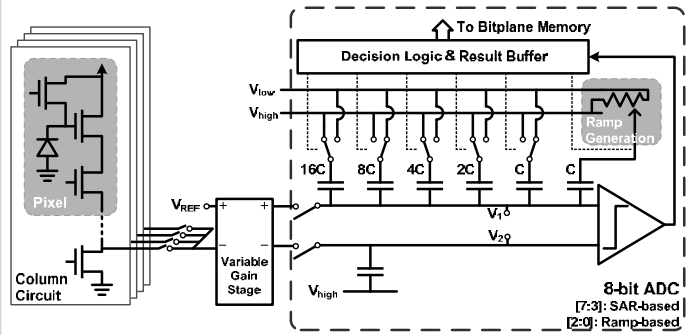 To Bitplane Memory
Decision Logic & Result Buffer
Vlow
Vhigh
Ramp
Generation
16C
8C
4C
2C
C
C
Pixel
VREF
+
+
−
−
Variable
Gain
Stage
V1
V2
Vhigh
Column
Circuit
8-bit ADC
[7:3]: SAR-based
[2:0]: Ramp-based